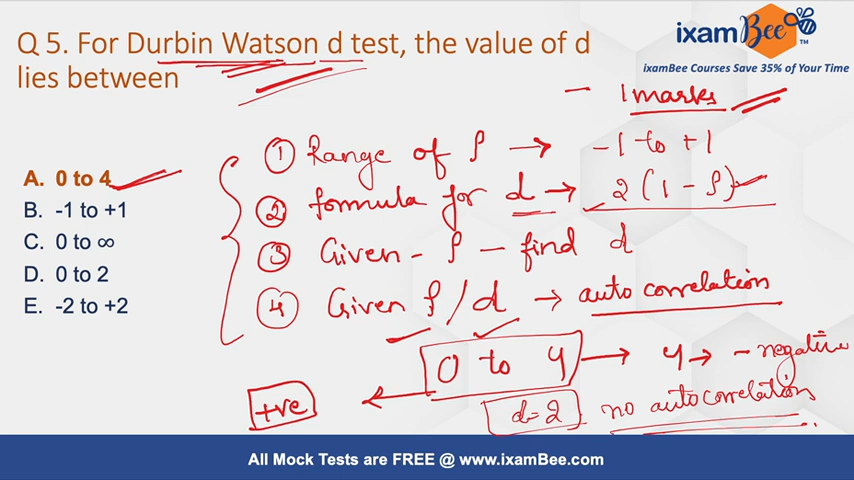 Q 5. For Durbin Watson d test, the value of d
lies between
ixamBee
TM
ixamBee Courses Save 35% of Your Time
- 1 marks
A. 0 to 4
B. -1 to +1
C. 0 to ∞
D. 0 to 2
E. -2 to +2
① Range of ρ → -1 to +1
② formula for d → 2 (1 - ρ)
③ Given - ρ - find d
④ Given ρ / d → auto correlation
0 to 4 → 4 → - negative
+ve
d=2 no autocorrelation
All Mock Tests are FREE @ www.ixamBee.com